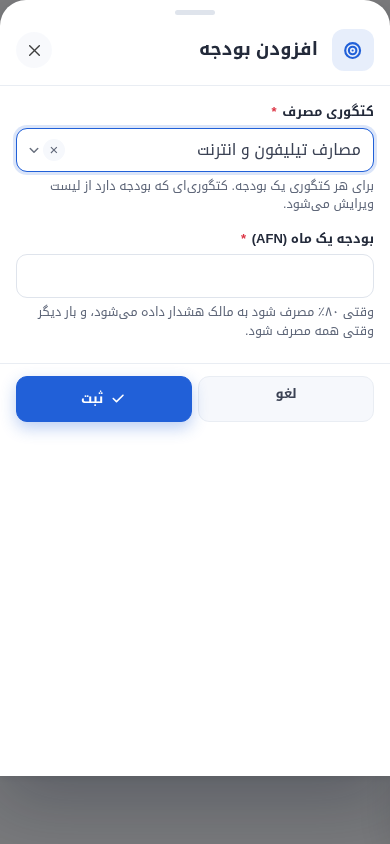 افزودن بودجه
کتگوری مصرف *
مصارف تیلیفون و انترنت
برای هر کتگوری یک بودجه. کتگوری‌ای که بودجه دارد از لیست
ویرایش می‌شود.
بودجه یک ماه (AFN) *
وقتی ۸۰٪ مصرف شود به مالک هشدار داده می‌شود، و بار دیگر
وقتی همه مصرف شود.
لغو
ثبت